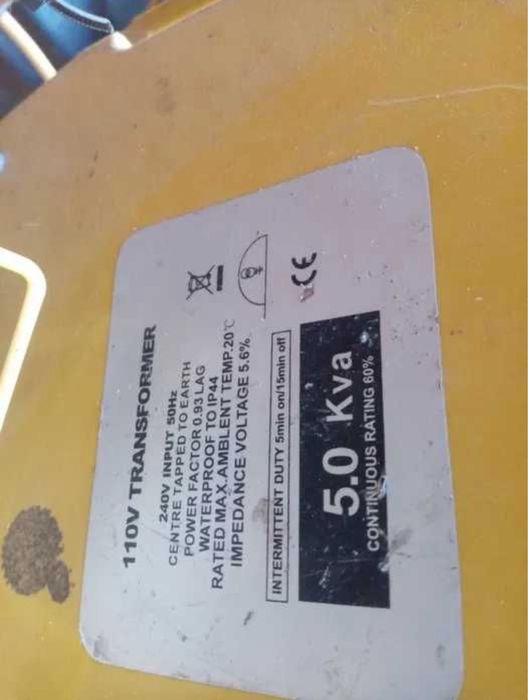 110V TRANSFORMER
240V INPUT 50Hz
CENTRE TAPPED TO EARTH
POWER FACTOR 0.93 LAG
WATERPROOF TO IP44
RATED MAX.AMBLENT TEMP.20℃
IMPEDANCE VOLTAGE 5.6%
INTERMITTENT DUTY 5min on/15min off
5.0 Kva
CONTINUOUS RATING 60%
CE